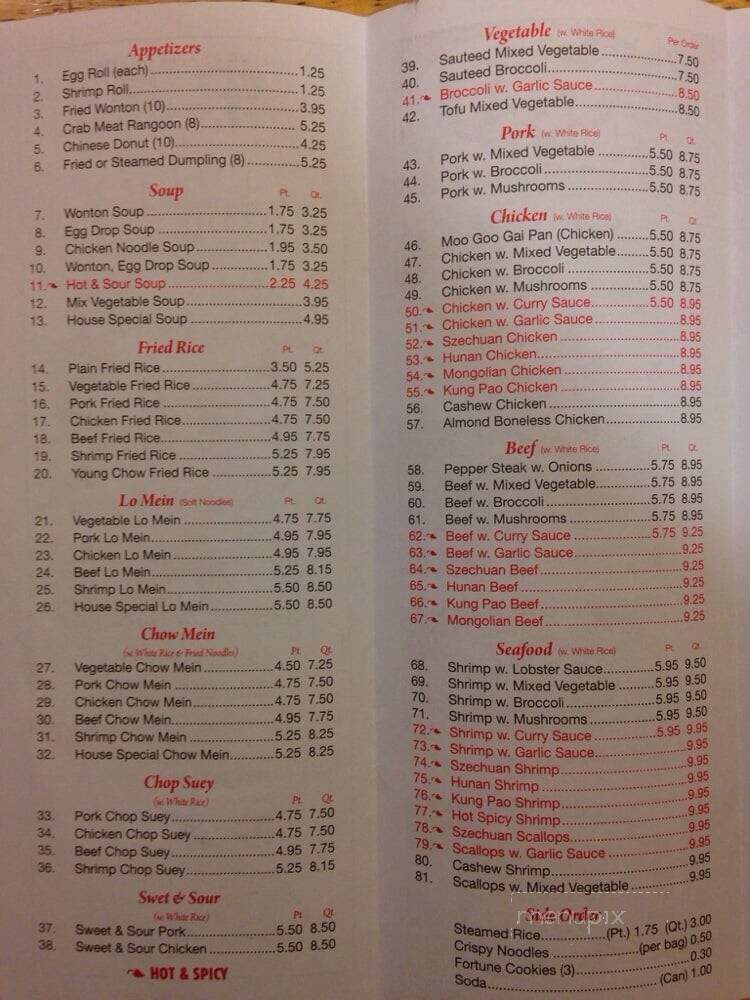 Appetizers
1. Egg Roll (each) 1.25
2. Shrimp Roll 1.25
3. Fried Wonton (10) 3.95
4. Crab Meat Rangoon (8) 5.25
5. Chinese Donut (10) 4.25
6. Fried or Steamed Dumpling (8) 5.25
Soup Pt. Qt.
7. Wonton Soup 1.75 3.25
8. Egg Drop Soup 1.75 3.25
9. Chicken Noodle Soup 1.95 3.50
10. Wonton, Egg Drop Soup 1.75 3.25
11. Hot & Sour Soup 2.25 4.25
12. Mix Vegetable Soup 3.95
13. House Special Soup 4.95
Fried Rice Pt. Qt.
14. Plain Fried Rice 3.50 5.25
15. Vegetable Fried Rice 4.75 7.25
16. Pork Fried Rice 4.75 7.50
17. Chicken Fried Rice 4.75 7.50
18. Beef Fried Rice 4.95 7.75
19. Shrimp Fried Rice 5.25 7.95
20. Young Chow Fried Rice 5.25 7.95
Lo Mein (Soft Noodles) Pt. Qt.
21. Vegetable Lo Mein 4.75 7.75
22. Pork Lo Mein 4.95 7.95
23. Chicken Lo Mein 4.95 7.95
24. Beef Lo Mein 5.25 8.15
25. Shrimp Lo Mein 5.50 8.50
26. House Special Lo Mein 5.50 8.50
Chow Mein
(w. White Rice & Fried Noodles) Pt. Qt.
27. Vegetable Chow Mein 4.50 7.25
28. Pork Chow Mein 4.75 7.50
29. Chicken Chow Mein 4.75 7.50
30. Beef Chow Mein 4.95 7.75
31. Shrimp Chow Mein 5.25 8.25
32. House Special Chow Mein 5.25 8.25
Chop Suey
(w. White Rice) Pt. Qt.
33. Pork Chop Suey 4.75 7.50
34. Chicken Chop Suey 4.75 7.50
35. Beef Chop Suey 4.95 7.75
36. Shrimp Chop Suey 5.25 8.15
Swet & Sour
(w. White Rice) Pt. Qt.
37. Sweet & Sour Pork 5.50 8.50
38. Sweet & Sour Chicken 5.50 8.50
HOT & SPICY
Vegetable (w. White Rice) Per Order
39. Sauteed Mixed Vegetable 7.50
40. Sauteed Broccoli 7.50
41. Broccoli w. Garlic Sauce 8.50
42. Tofu Mixed Vegetable 8.50
Pork (w. White Rice) Pt. Qt.
43. Pork w. Mixed Vegetable 5.50 8.75
44. Pork w. Broccoli 5.50 8.75
45. Pork w. Mushrooms 5.50 8.75
Chicken (w. White Rice) Pt. Qt.
46. Moo Goo Gai Pan (Chicken) 5.50 8.75
47. Chicken w. Mixed Vegetable 5.50 8.75
48. Chicken w. Broccoli 5.50 8.75
49. Chicken w. Mushrooms 5.50 8.75
50. Chicken w. Curry Sauce 5.50 8.95
51. Chicken w. Garlic Sauce 8.95
52. Szechuan Chicken 8.95
53. Hunan Chicken 8.95
54. Mongolian Chicken 8.95
55. Kung Pao Chicken 8.95
56. Cashew Chicken 8.95
57. Almond Boneless Chicken 8.95
Beef (w. White Rice) Pt. Qt.
58. Pepper Steak w. Onions 5.75 8.95
59. Beef w. Mixed Vegetable 5.75 8.95
60. Beef w. Broccoli 5.75 8.95
61. Beef w. Mushrooms 5.75 8.95
62. Beef w. Curry Sauce 5.75 9.25
63. Beef w. Garlic Sauce 9.25
64. Szechuan Beef 9.25
65. Hunan Beef 9.25
66. Kung Pao Beef 9.25
67. Mongolian Beef 9.25
Seafood (w. White Rice) Pt. Qt.
68. Shrimp w. Lobster Sauce 5.95 9.50
69. Shrimp w. Mixed Vegetable 5.95 9.50
70. Shrimp w. Broccoli 5.95 9.50
71. Shrimp w. Mushrooms 5.95 9.50
72. Shrimp w. Curry Sauce 5.95 9.50
73. Shrimp w. Garlic Sauce 9.95
74. Szechuan Shrimp 9.95
75. Hunan Shrimp 9.95
76. Kung Pao Shrimp 9.95
77. Hot Spicy Shrimp 9.95
78. Szechuan Scallops 9.95
79. Scallops w. Garlic Sauce 9.95
80. Cashew Shrimp 9.95
81. Scallops w. Mixed Vegetable 9.95
Side Order
menupix
Steamed Rice (Pt.) 1.75 (Qt.) 3.00
Crispy Noodles (per bag) 0.50
Fortune Cookies (3) 0.30
Soda (Can) 1.00